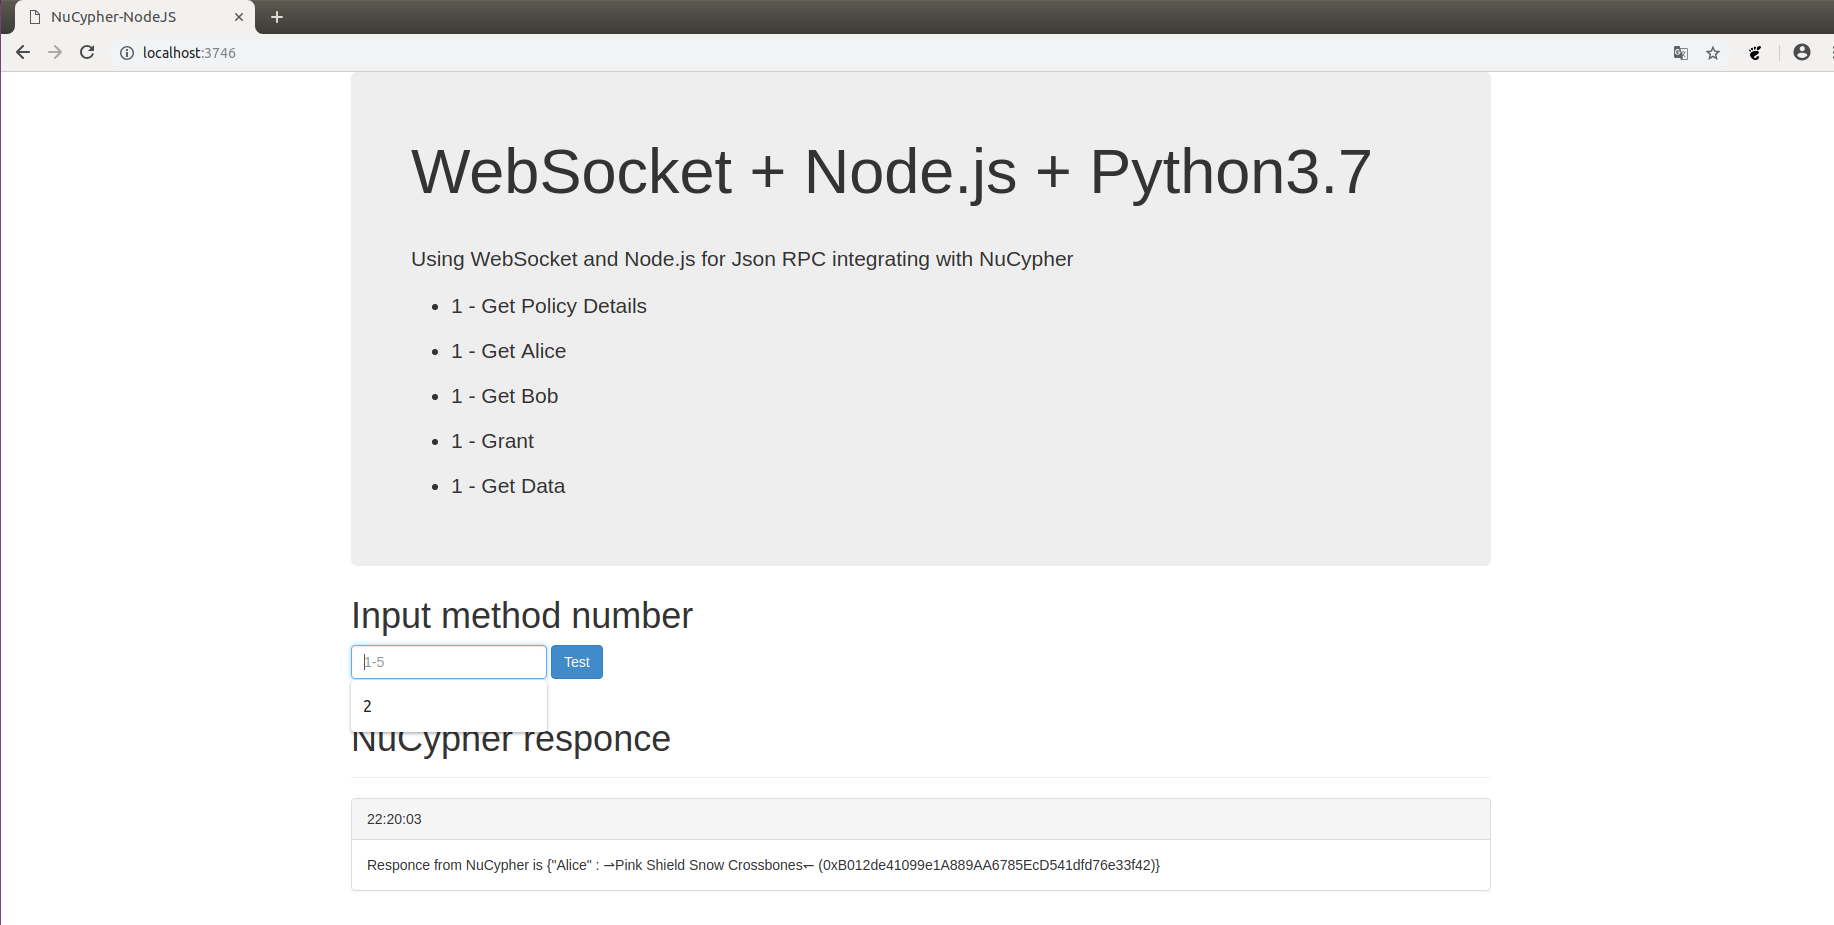 NuCypher-NodeJS
localhost:3746
WebSocket + Node.js + Python3.7
Using WebSocket and Node.js for Json RPC integrating with NuCypher
1 - Get Policy Details
1 - Get Alice
1 - Get Bob
1 - Grant
1 - Get Data
Input method number
1-5 Test
2
NuCypher responce
22:20:03
Responce from NuCypher is {"Alice" : ⇀Pink Shield Snow Crossbones↽ (0xB012de41099e1A889AA6785EcD541dfd76e33f42)}